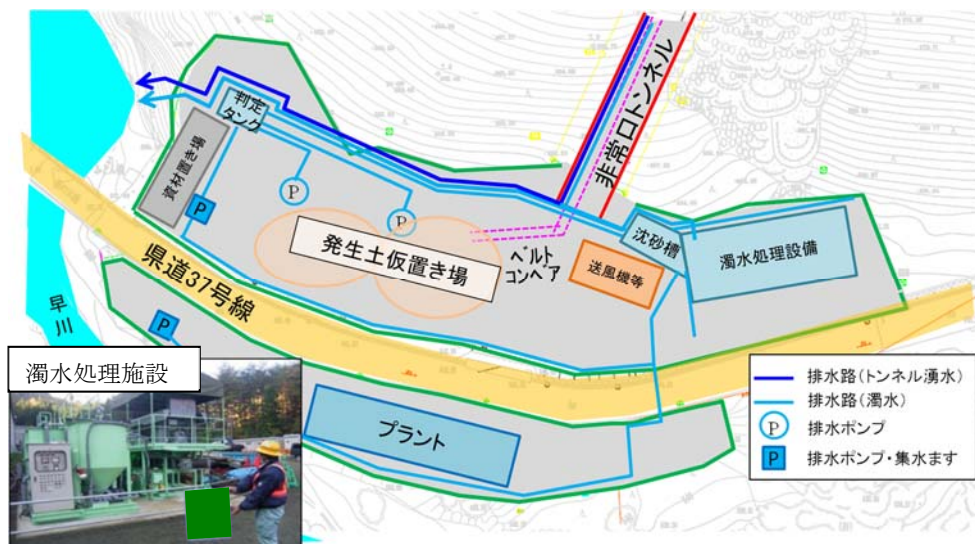 判定
タンク
資材置き場
P
P
P
発生土仮置き場
ベルト
コンベア
送風機等
非常口トンネル
沈砂槽
濁水処理設備
県道37号線
早川
P
プラント
濁水処理施設
排水路(トンネル湧水)
排水路(濁水)
P 排水ポンプ
P 排水ポンプ・集水ます